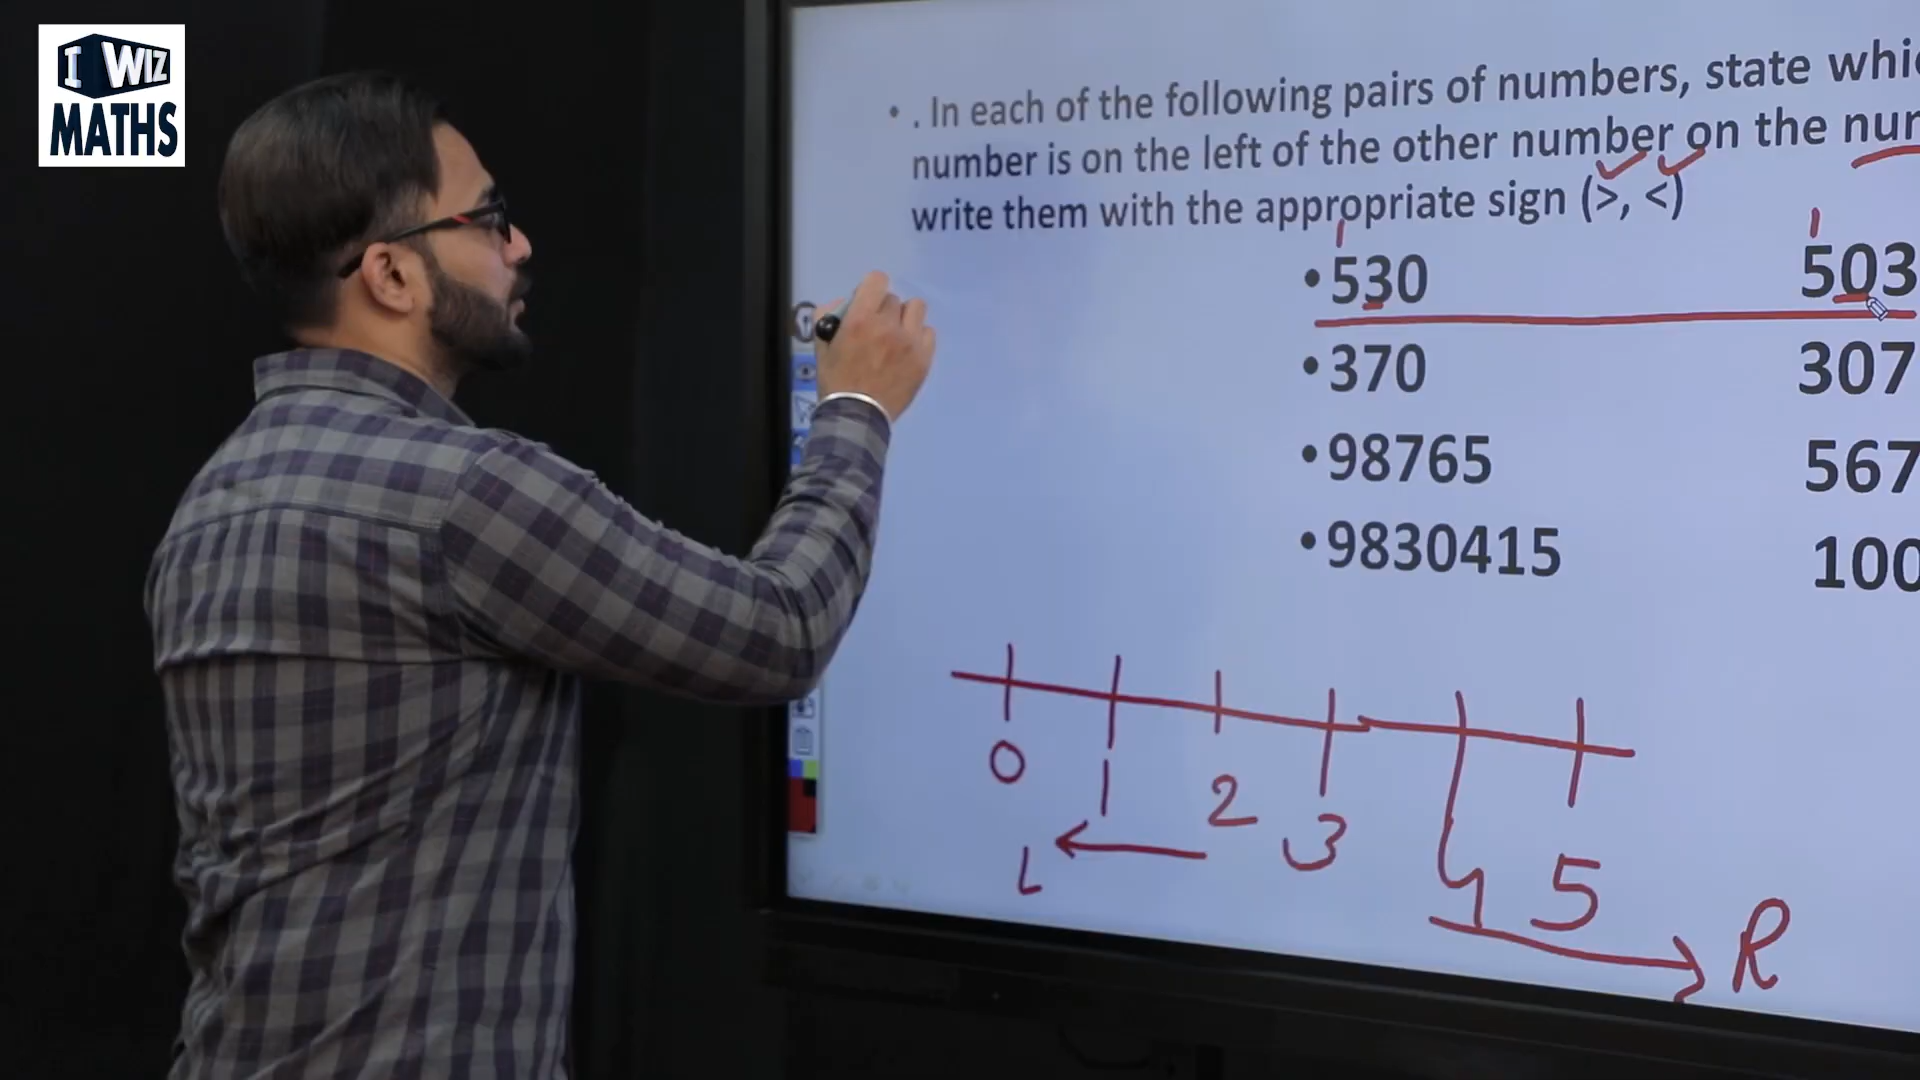 I WIZ
MATHS
• . In each of the following pairs of numbers, state
number is on the left of the other number on the
write them with the appropriate sign (>, <)
• 530 503
• 370 307
• 98765 567
• 9830415 100
0 1 2 3 4 5
L
R